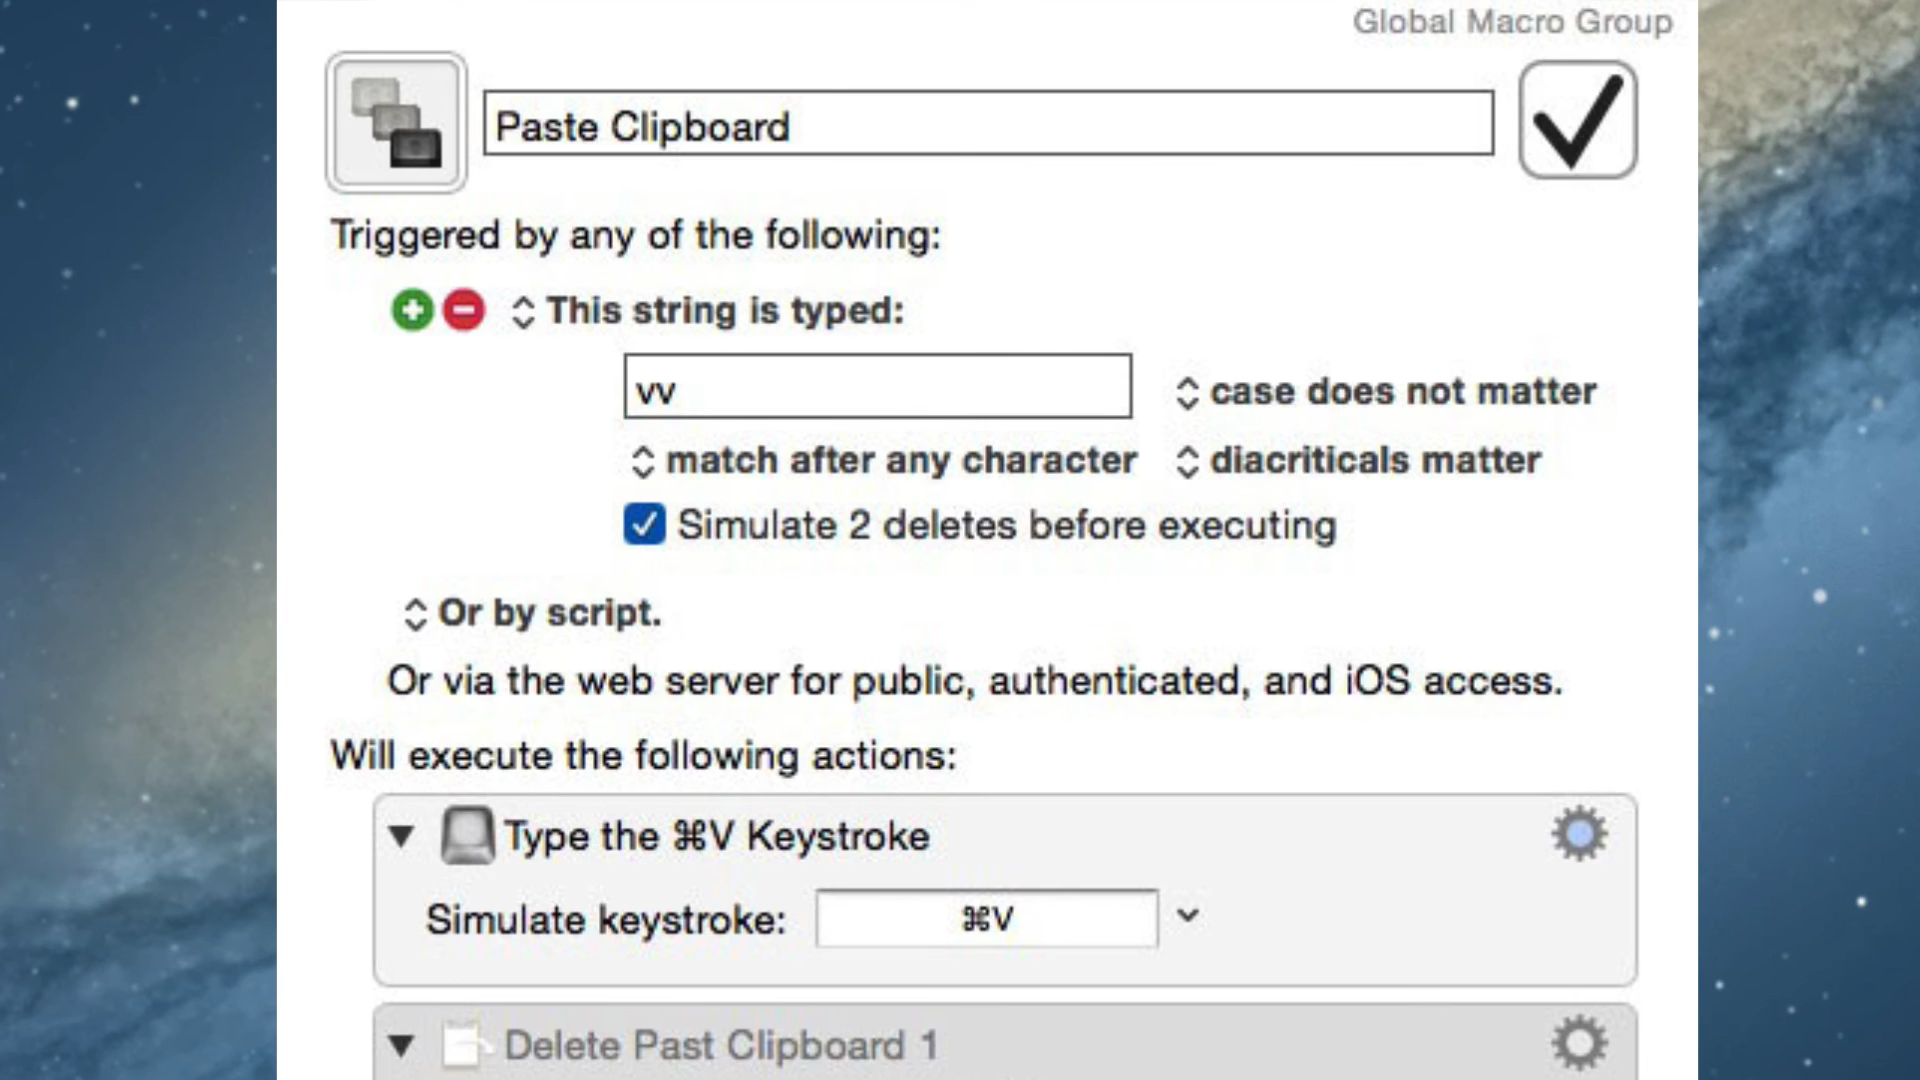 Global Macro Group
Paste Clipboard
Triggered by any of the following:
This string is typed:
vv
case does not matter
match after any character
diacriticals matter
Simulate 2 deletes before executing
Or by script.
Or via the web server for public, authenticated, and iOS access.
Will execute the following actions:
Type the ⌘V Keystroke
Simulate keystroke: ⌘V
Delete Past Clipboard 1